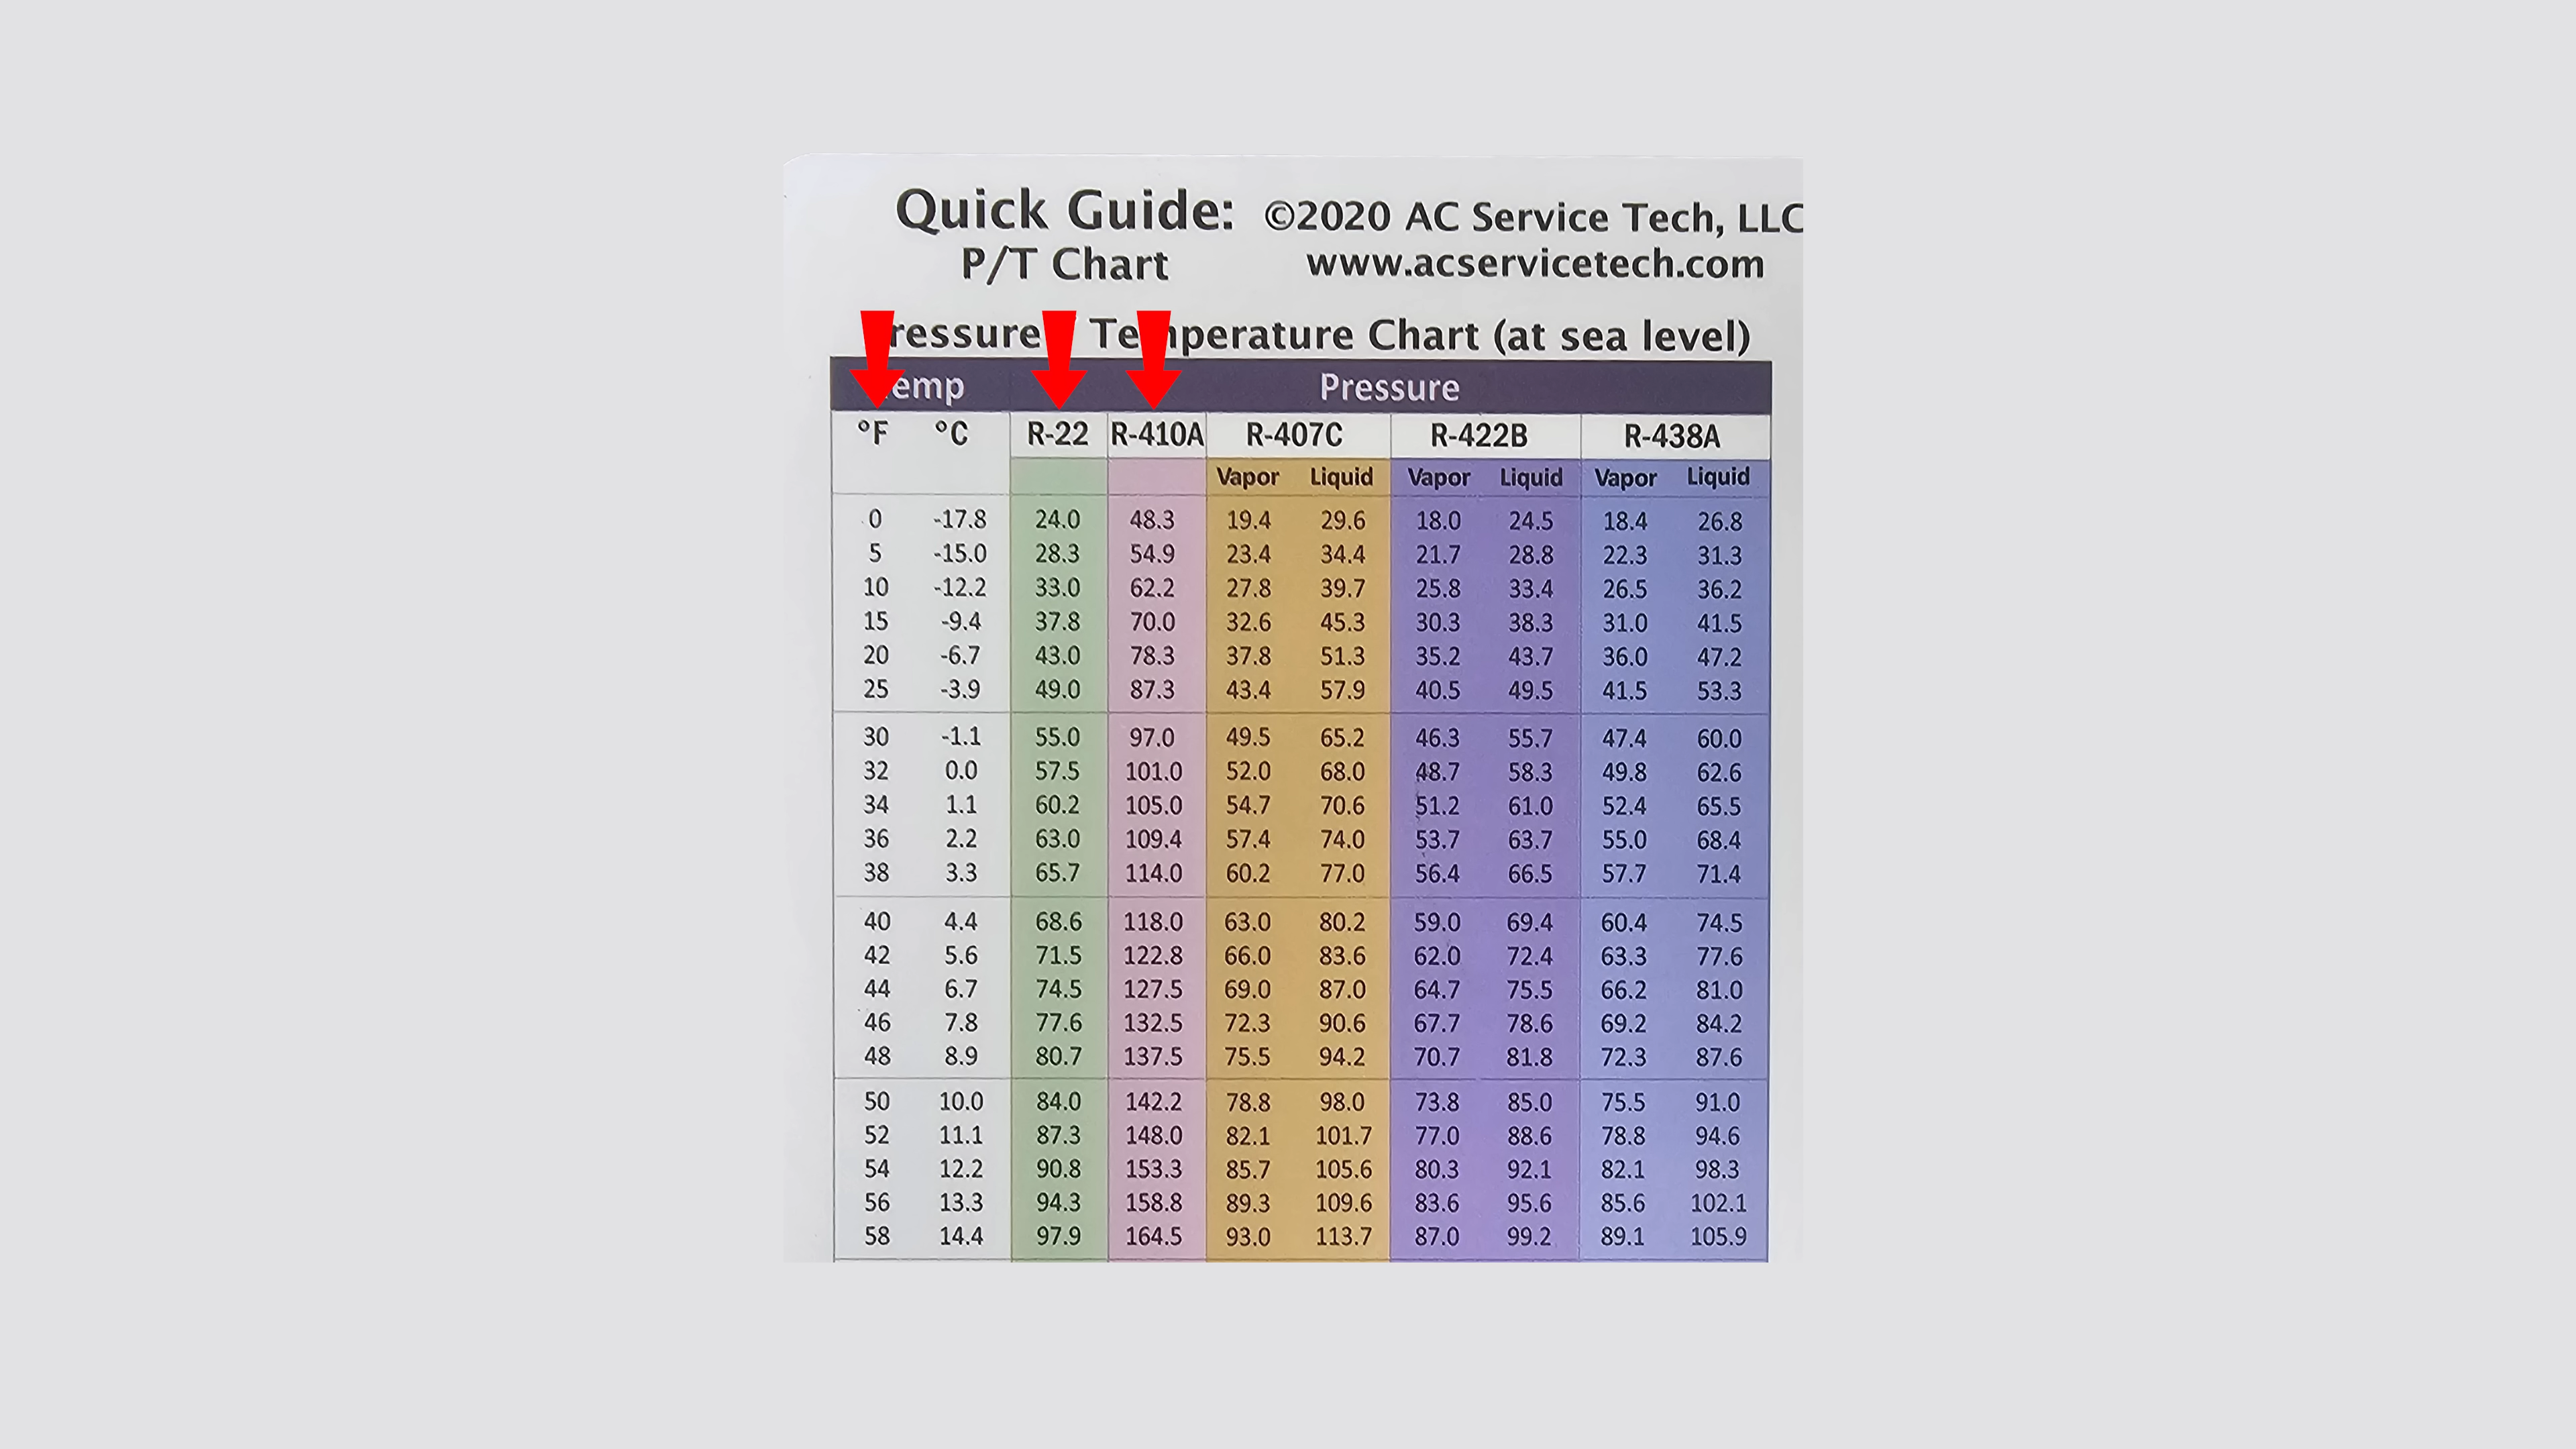 Quick Guide: ©2020 AC Service Tech, LLC
P/T Chart www.acservicetech.com
ressure Te perature Chart (at sea level)
emp Pressure
°F °C R-22 R-410A R-407C R-422B R-438A
Vapor Liquid Vapor Liquid Vapor Liquid
0 -17.8 24.0 48.3 19.4 29.6 18.0 24.5 18.4 26.8
5 -15.0 28.3 54.9 23.4 34.4 21.7 28.8 22.3 31.3
10 -12.2 33.0 62.2 27.8 39.7 25.8 33.4 26.5 36.2
15 -9.4 37.8 70.0 32.6 45.3 30.3 38.3 31.0 41.5
20 -6.7 43.0 78.3 37.8 51.3 35.2 43.7 36.0 47.2
25 -3.9 49.0 87.3 43.4 57.9 40.5 49.5 41.5 53.3
30 -1.1 55.0 97.0 49.5 65.2 46.3 55.7 47.4 60.0
32 0.0 57.5 101.0 52.0 68.0 48.7 58.3 49.8 62.6
34 1.1 60.2 105.0 54.7 70.6 51.2 61.0 52.4 65.5
36 2.2 63.0 109.4 57.4 74.0 53.7 63.7 55.0 68.4
38 3.3 65.7 114.0 60.2 77.0 56.4 66.5 57.7 71.4
40 4.4 68.6 118.0 63.0 80.2 59.0 69.4 60.4 74.5
42 5.6 71.5 122.8 66.0 83.6 62.0 72.4 63.3 77.6
44 6.7 74.5 127.5 69.0 87.0 64.7 75.5 66.2 81.0
46 7.8 77.6 132.5 72.3 90.6 67.7 78.6 69.2 84.2
48 8.9 80.7 137.5 75.5 94.2 70.7 81.8 72.3 87.6
50 10.0 84.0 142.2 78.8 98.0 73.8 85.0 75.5 91.0
52 11.1 87.3 148.0 82.1 101.7 77.0 88.6 78.8 94.6
54 12.2 90.8 153.3 85.7 105.6 80.3 92.1 82.1 98.3
56 13.3 94.3 158.8 89.3 109.6 83.6 95.6 85.6 102.1
58 14.4 97.9 164.5 93.0 113.7 87.0 99.2 89.1 105.9